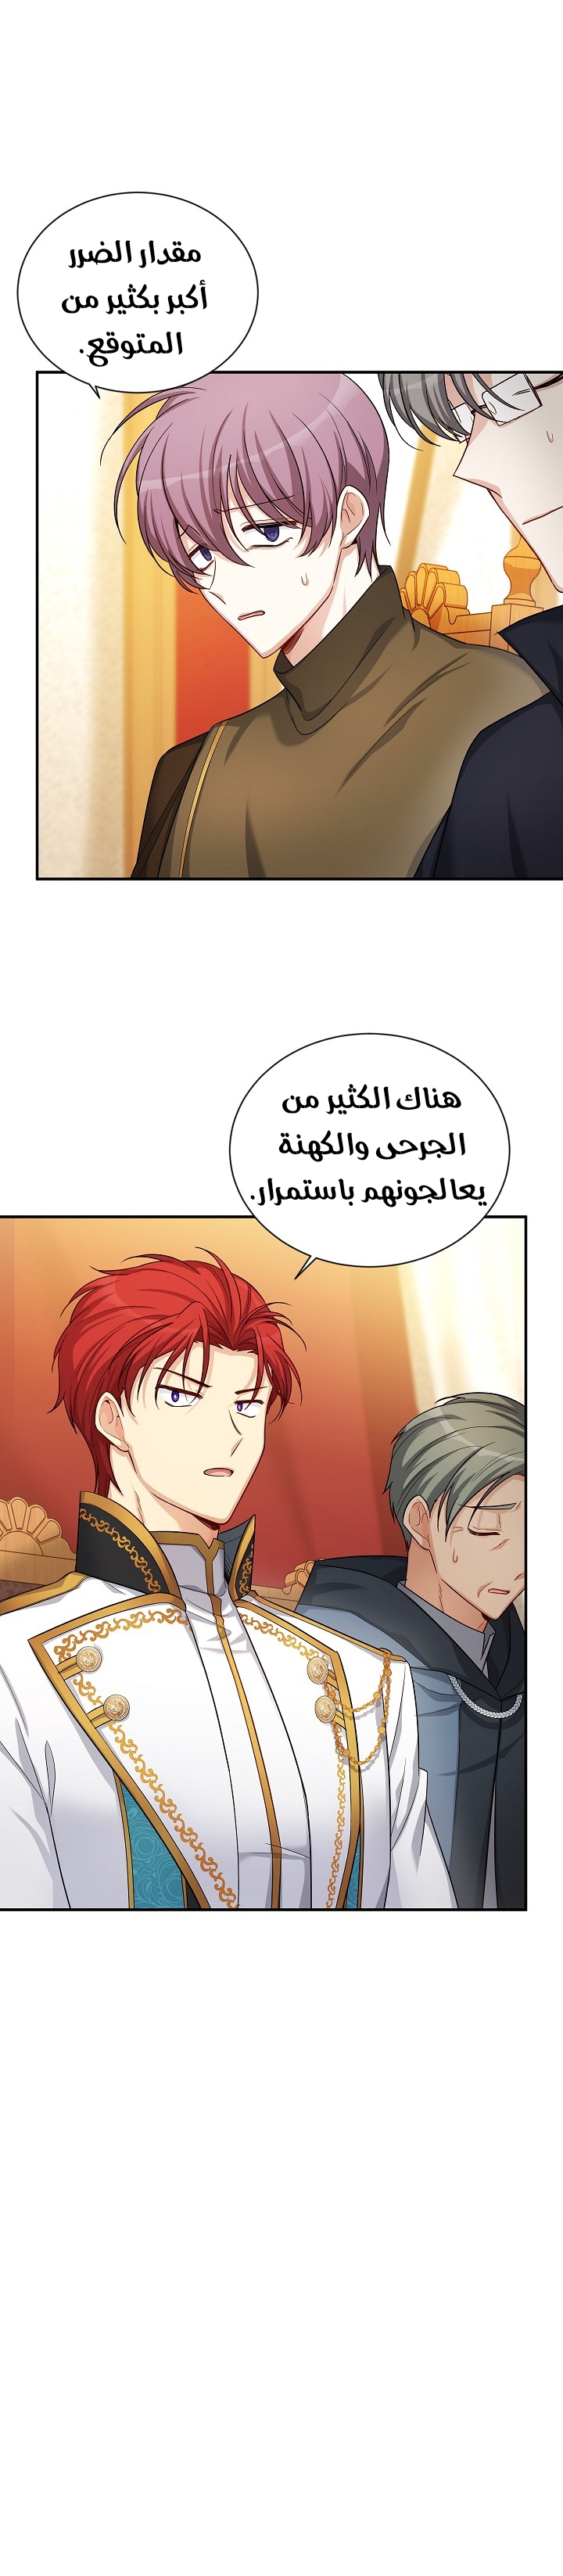 مقدار الضرر
أكبر بكثير من
المتوقع.
هناك الكثير من
الجرحى والكهنة
يعالجونهم باستمرار.